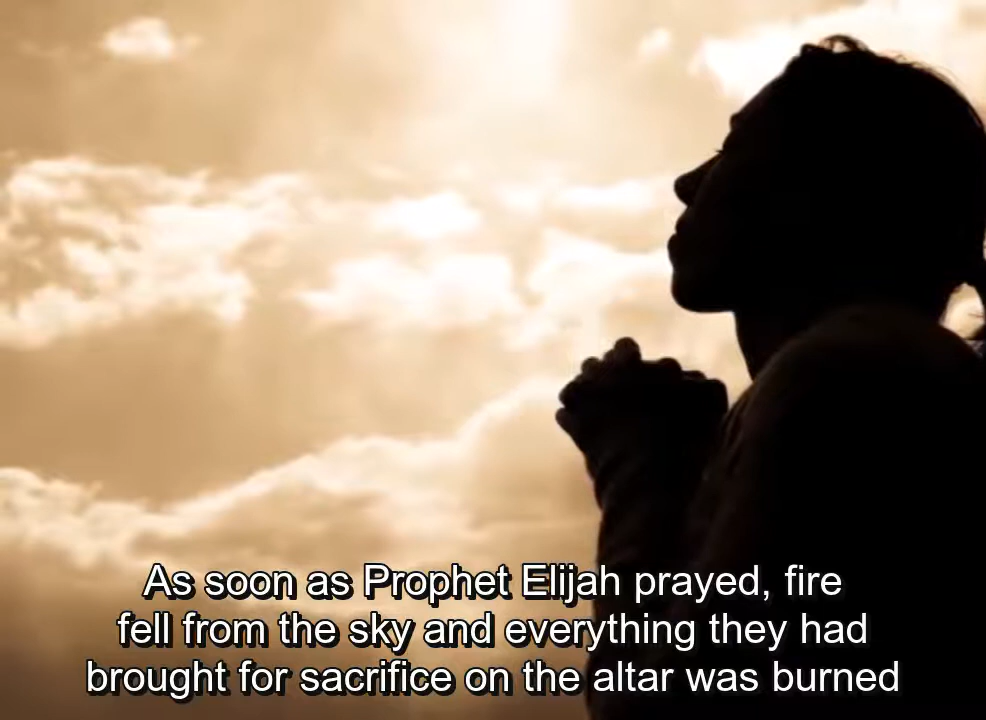 As soon as Prophet Elijah prayed, fire
fell from the sky and everything they had
brought for sacrifice on the altar was burned